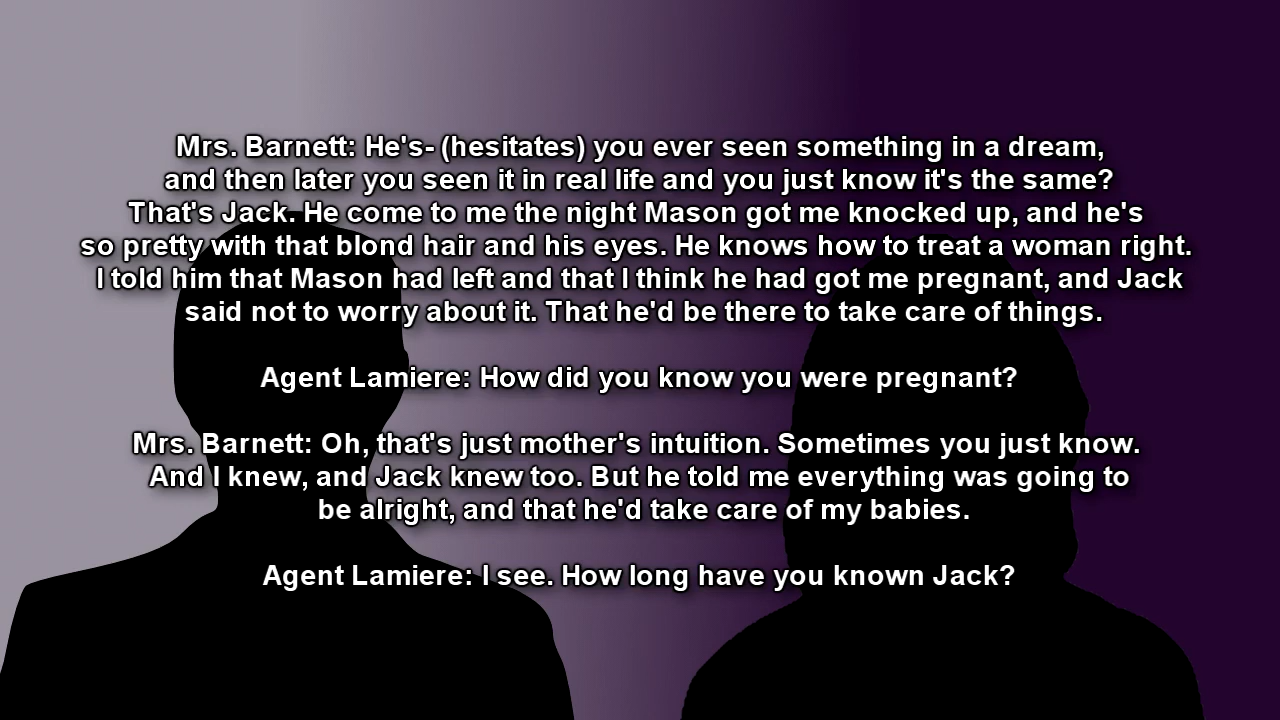 Mrs. Barnett: He's- (hesitates) you ever seen something in a dream,
and then later you seen it in real life and you just know it's the same?
That's Jack. He come to me the night Mason got me knocked up, and he's
so pretty with that blond hair and his eyes. He knows how to treat a woman right.
I told him that Mason had left and that I think he had got me pregnant, and Jack
said not to worry about it. That he'd be there to take care of things.
Agent Lamiere: How did you know you were pregnant?
Mrs. Barnett: Oh, that's just mother's intuition. Sometimes you just know.
And I knew, and Jack knew too. But he told me everything was going to
be alright, and that he'd take care of my babies.
Agent Lamiere: I see. How long have you known Jack?